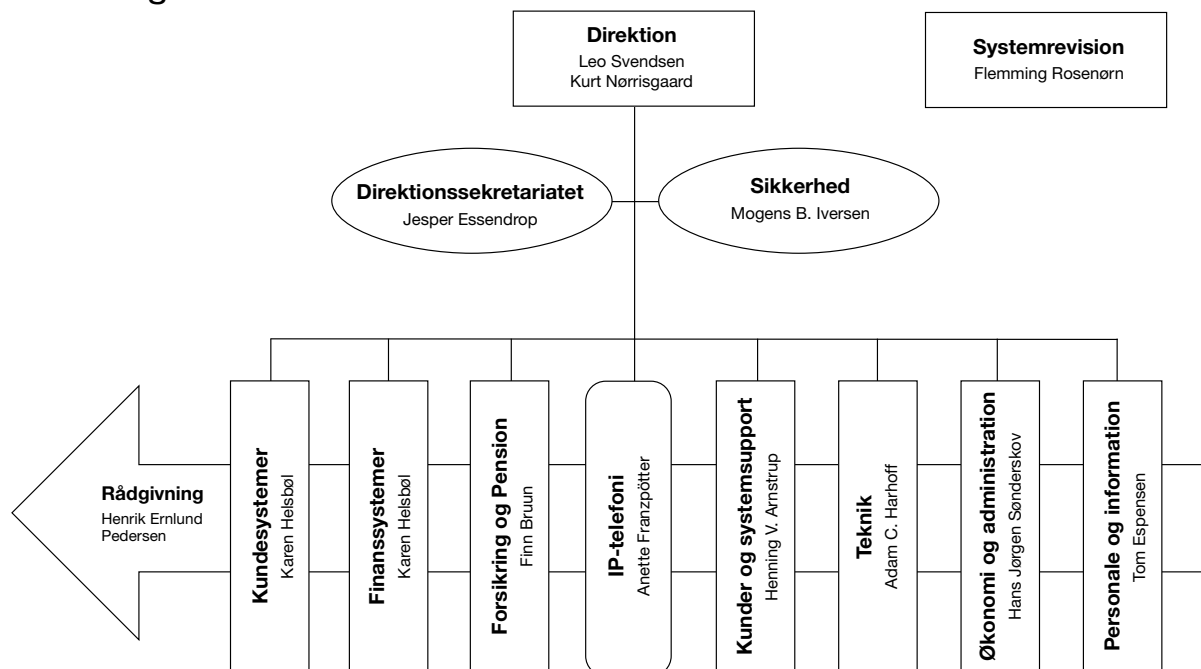 Direktion
Leo Svendsen
Kurt Nørrisgaard
Systemrevision
Flemming Rosenørn
Direktionssekretariatet
Jesper Essendrop
Sikkerhed
Mogens B. Iversen
Rådgivning
Henrik Ernlund
Pedersen
Kundesystemer
Karen Helsbøl
Finanssystemer
Karen Helsbøl
Forsikring og Pension
Finn Bruun
IP-telefoni
Anette Franzpötter
Kunder og systemsupport
Henning V. Arnstrup
Teknik
Adam C. Harhoff
Økonomi og administration
Hans Jørgen Sønderskov
Personale og information
Tom Espensen